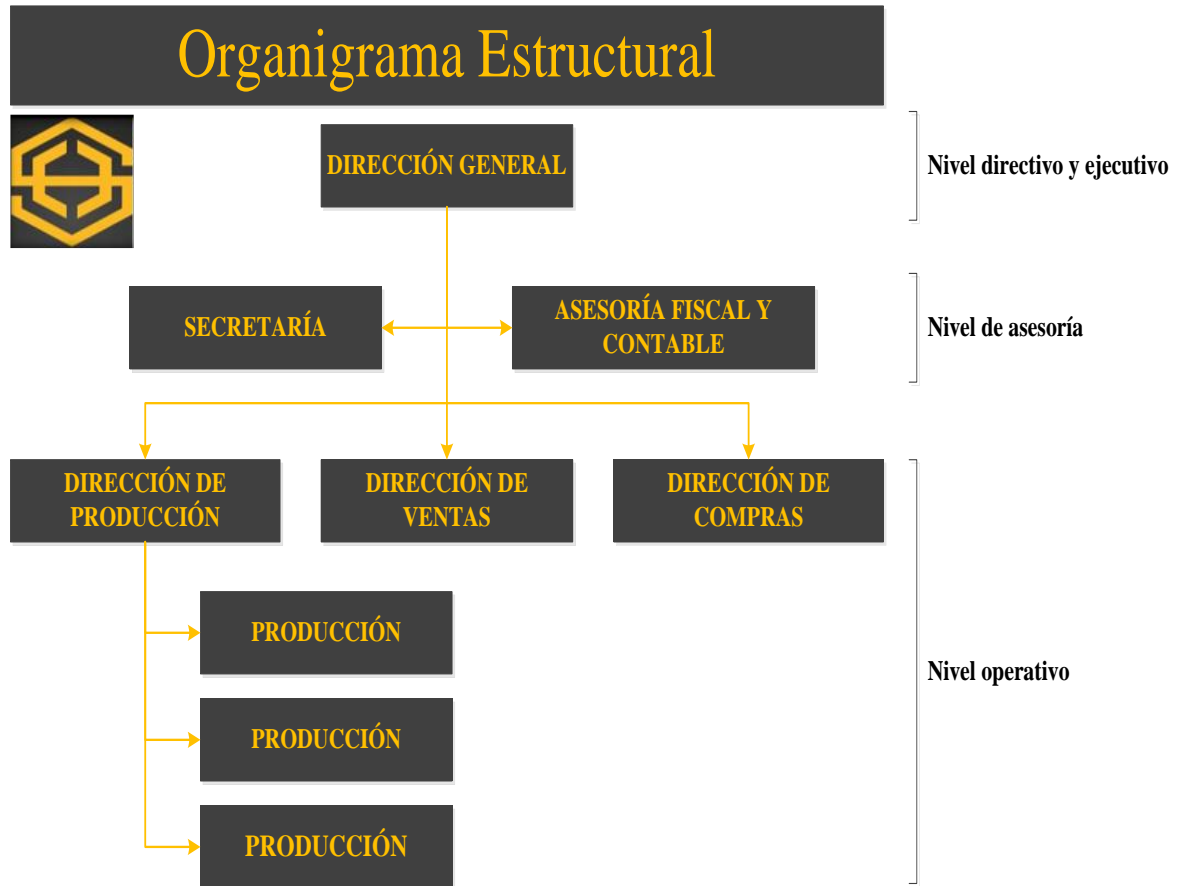 Organigrama Estructural
DIRECCIÓN GENERAL
Nivel directivo y ejecutivo
SECRETARÍA
ASESORÍA FISCAL Y
CONTABLE
Nivel de asesoría
DIRECCIÓN DE
PRODUCCIÓN
DIRECCIÓN DE
VENTAS
DIRECCIÓN DE
COMPRAS
PRODUCCIÓN
Nivel operativo
PRODUCCIÓN
PRODUCCIÓN